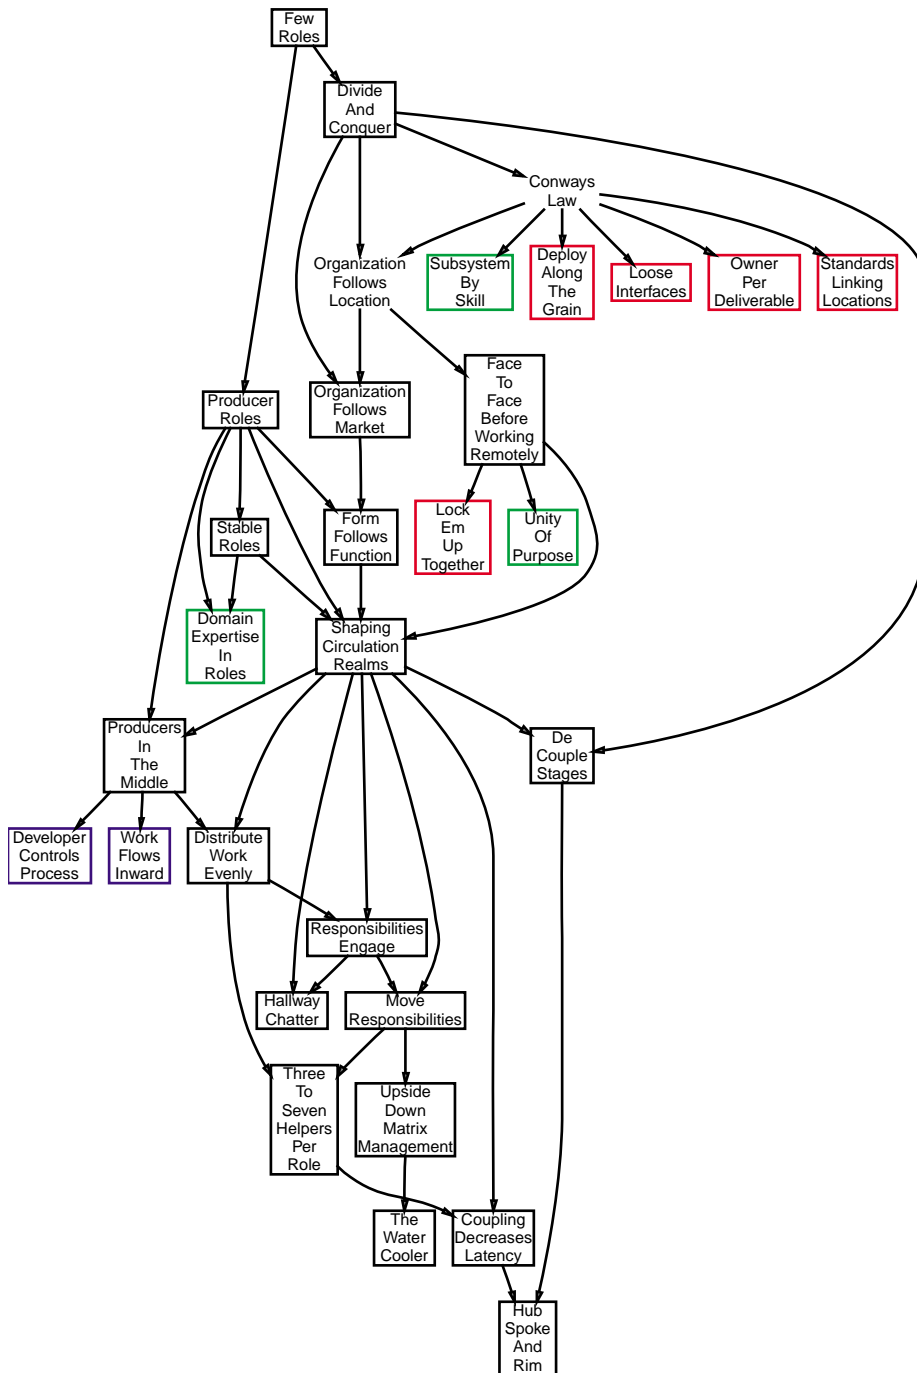 Few
Roles
Divide
And
Conquer
Conways
Law
Organization
Follows
Location
Subsystem
By
Skill
Deploy
Along
The
Grain
Loose
Interfaces
Owner
Per
Deliverable
Standards
Linking
Locations
Face
To
Face
Before
Working
Remotely
Producer
Roles
Organization
Follows
Market
Stable
Roles
Form
Follows
Function
Lock
Em
Up
Together
Unity
Of
Purpose
Domain
Expertise
In
Roles
Shaping
Circulation
Realms
Producers
In
The
Middle
De
Couple
Stages
Developer
Controls
Process
Work
Flows
Inward
Distribute
Work
Evenly
Responsibilities
Engage
Hallway
Chatter
Move
Responsibilities
Three
To
Seven
Helpers
Per
Role
Upside
Down
Matrix
Management
The
Water
Cooler
Coupling
Decreases
Latency
Hub
Spoke
And
Rim